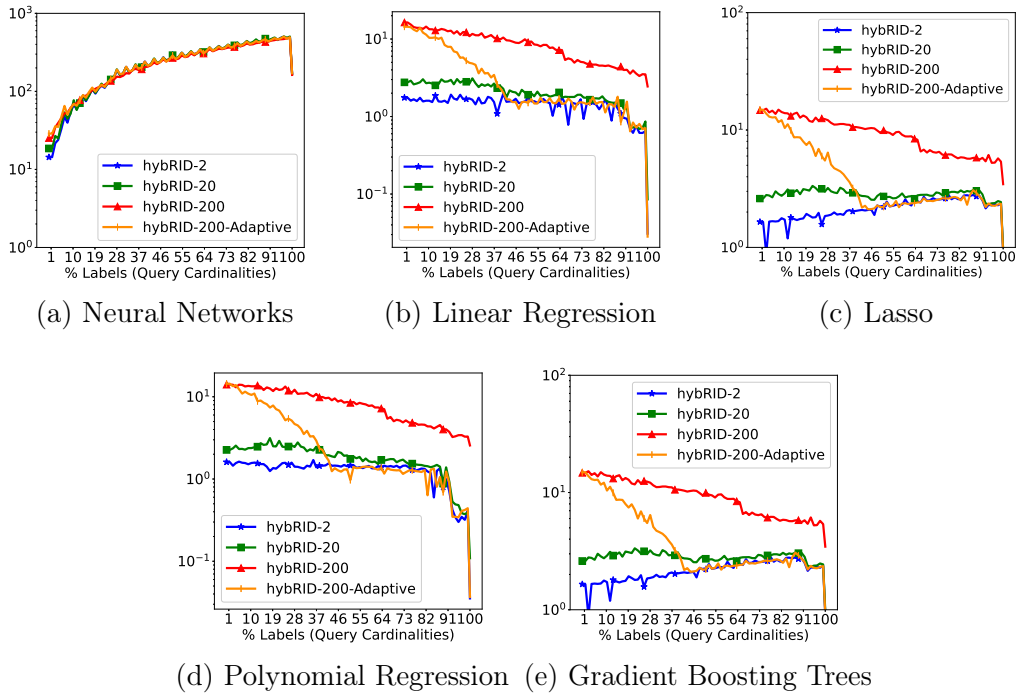 10³
10²
10¹
10⁰
hybRID-2
hybRID-20
hybRID-200
hybRID-200-Adaptive
1 10 19 28 37 46 55 64 73 82 91100
% Labels (Query Cardinalities)
(a) Neural Networks
10¹
10⁰
10⁻¹
hybRID-2
hybRID-20
hybRID-200
hybRID-200-Adaptive
1 10 19 28 37 46 55 64 73 82 91100
% Labels (Query Cardinalities)
(b) Linear Regression
10²
10¹
10⁰
hybRID-2
hybRID-20
hybRID-200
hybRID-200-Adaptive
1 10 19 28 37 46 55 64 73 82 91100
% Labels (Query Cardinalities)
(c) Lasso
10¹
10⁰
10⁻¹
hybRID-2
hybRID-20
hybRID-200
hybRID-200-Adaptive
1 10 19 28 37 46 55 64 73 82 91100
% Labels (Query Cardinalities)
(d) Polynomial Regression
10²
10¹
10⁰
hybRID-2
hybRID-20
hybRID-200
hybRID-200-Adaptive
1 10 19 28 37 46 55 64 73 82 91100
% Labels (Query Cardinalities)
(e) Gradient Boosting Trees